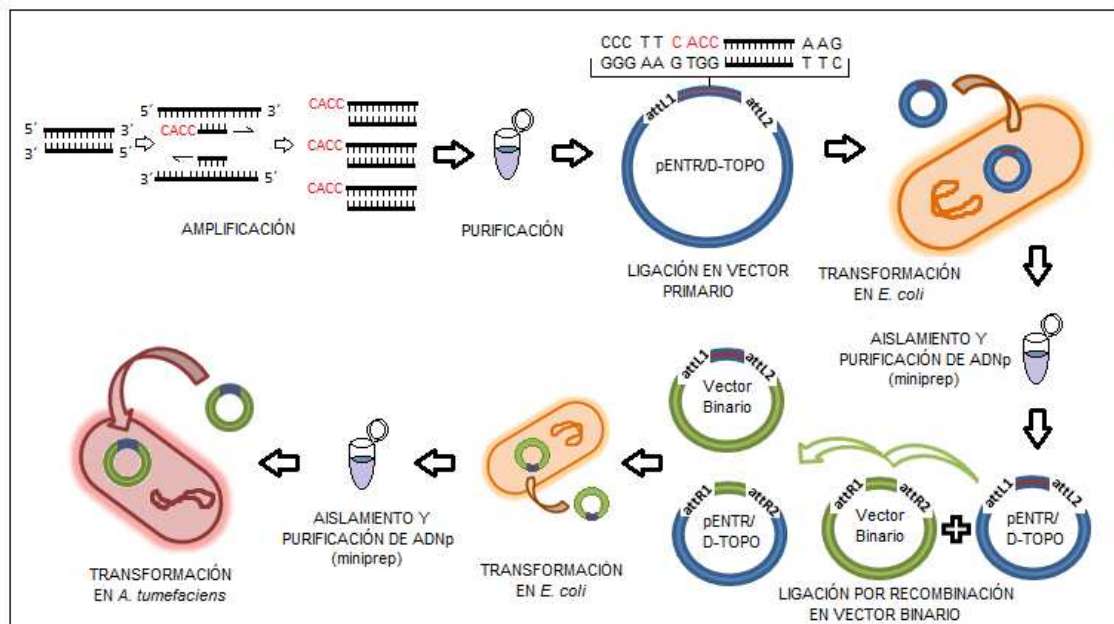 CCC T T C ACC A AG
GGG AA G TGG T T C
attL1
attL2
pENTR/D-TOPO
5´ 3´
3´ 5´
5´ 3´
CACC
3´ 5´
CACC
CACC
CACC
AMPLIFICACIÓN
PURIFICACIÓN
LIGACIÓN EN VECTOR
PRIMARIO
TRANSFORMACIÓN
EN E. coli
AISLAMIENTO Y
PURIFICACIÓN DE ADNp
(miniprep)
attL1
attL2
Vector
Binario
attR1
attR2
pENTR/
D-TOPO
attR1
attR2
Vector
Binario
attL1
attL2
pENTR/
D-TOPO
LIGACIÓN POR RECOMBINACIÓN
EN VECTOR BINARIO
TRANSFORMACIÓN
EN E. coli
AISLAMIENTO Y
PURIFICACIÓN DE ADNp
(miniprep)
TRANSFORMACIÓN
EN A. tumefaciens